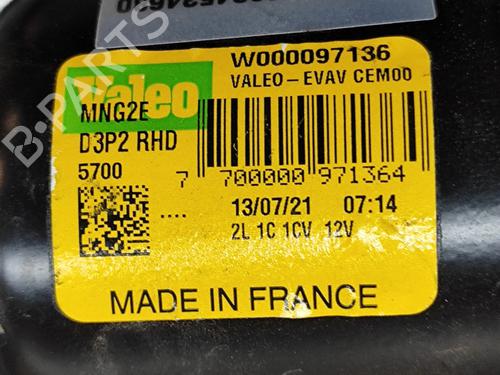 W000097136
Valeo
VALEO-EVAV CEM00
MNG2E
D3P2 RHD
5700
7 700000 971364
.... 13/07/21 07:14
2L 1C 1CV 12V
MADE IN FRANCE
B-PARTS